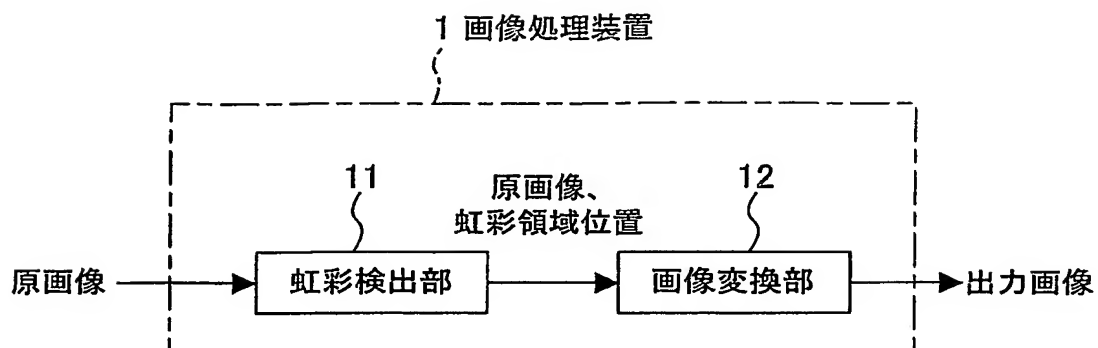 1 画像処理装置
11
原画像、
虹彩領域位置
12
原画像
虹彩検出部
画像変換部
出力画像